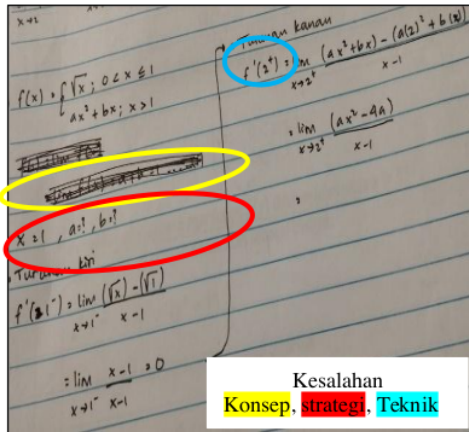 x→2
f(x) = { √x ; 0 < x ≤ 1
ax² + bx ; x > 1
x = 1 , a=? , b=?
Turunan kiri
f'(1⁻) = lim (√x) - (√1)
x→1⁻ x-1
= lim x-1 = 0
x→1⁻ x-1
Turunan kanan
f'(2⁺) = lim (ax² + bx) - (a(2)² + b(2))
x→2⁺ x-1
= lim (ax² - 4a)
x→2⁺ x-1
=
Kesalahan
Konsep, strategi, Teknik